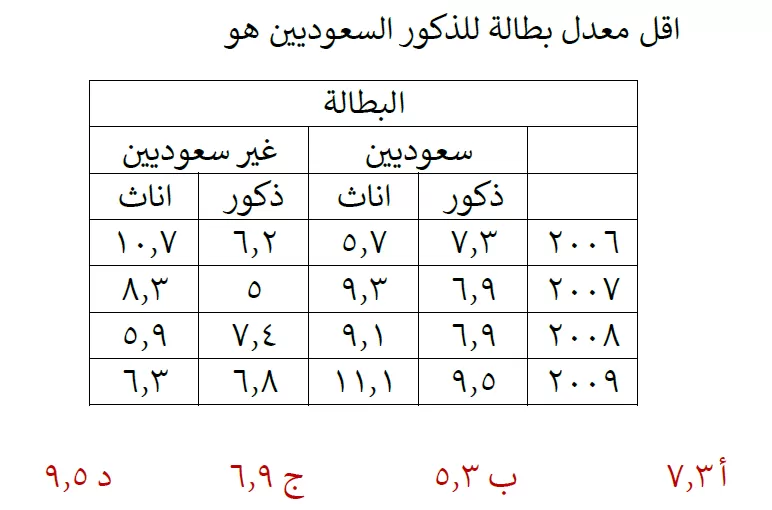 اقل معدل بطالة للذكور السعوديين هو
البطالة
سعوديين غير سعوديين
ذكور اناث ذكور اناث
٢٠٠٦ ٧,٣ ٥,٧ ٦,٢ ١٠,٧
٢٠٠٧ ٦,٩ ٩,٣ ٥ ٨,٣
٢٠٠٨ ٦,٩ ٩,١ ٧,٤ ٥,٩
٢٠٠٩ ٩,٥ ١١,١ ٦,٨ ٦,٣
أ ٧,٣ ب ٥,٣ ج ٦,٩ د ٩,٥